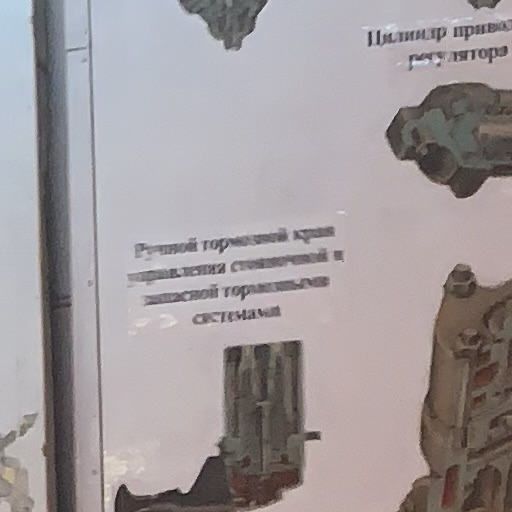 Цилиндр привод
регулятора
Ручной тормозной кран
управления стояночной и
запасной тормозными
системами